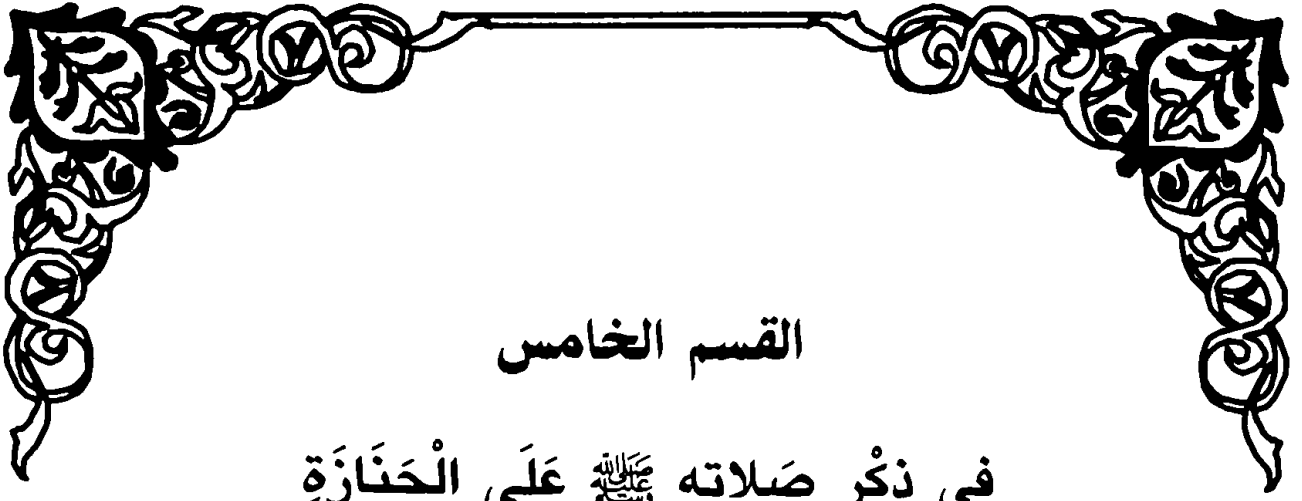 القسم الخامس
في ذكْر صَلاته ﷺ عَلَى الْحَنَازَةِ